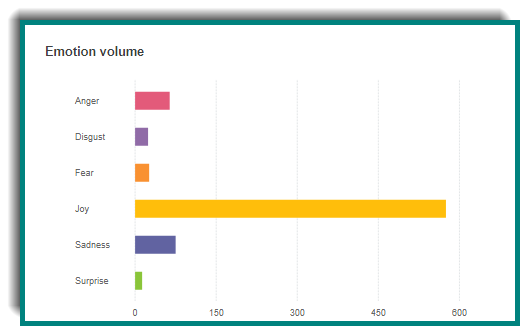 Emotion volume
Anger
Disgust
Fear
Joy
Sadness
Surprise
0 150 300 450 600